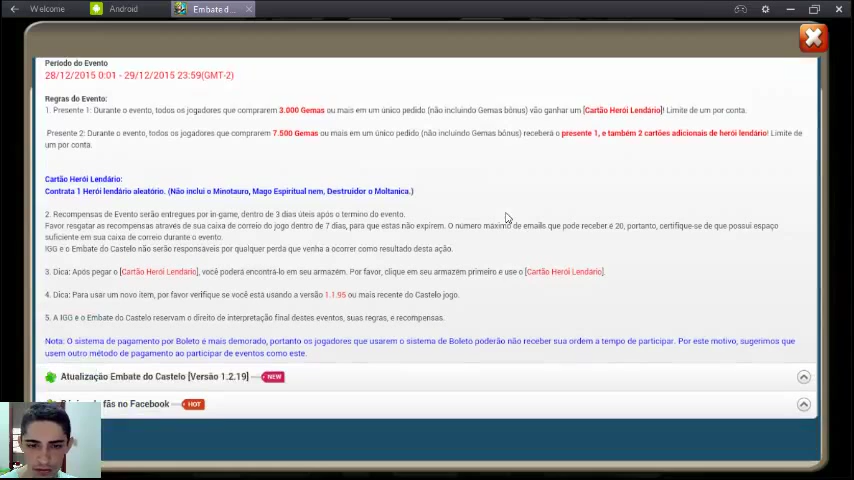 Welcome
Android
Embate d...
Período do Evento
28/12/2015 0:01 - 29/12/2015 23:59(GMT-2)
Regras do Evento:
1. Presente 1: Durante o evento, todos os jogadores que comprarem 3.000 Gemas ou mais em um único pedido (não incluindo Gemas bônus) vão ganhar um [Cartão Herói Lendário]! Limite de um por conta.
Presente 2: Durante o evento, todos os jogadores que comprarem 7.500 Gemas ou mais em um único pedido (não incluindo Gemas bônus) receberá o presente 1, e também 2 cartões adicionais de herói lendário! Limite de
um por conta.
Cartão Herói Lendário:
Contrata 1 Herói lendário aleatório. (Não inclui o Minotauro, Mago Espiritual nem, Destruidor o Moltanica.)
2. Recompensas de Evento serão entregues por in-game, dentro de 3 dias úteis após o termino do evento.
Favor resgatar as recompensas através de sua caixa de correio do jogo dentro de 7 dias, para que estas não expirem. O número máximo de emails que pode receber é 20, portanto, certifique-se de que possui espaço
suficiente em sua caixa de correio durante o evento.
IGG e o Embate do Castelo não serão responsáveis por qualquer perda que venha a ocorrer como resultado desta ação.
3. Dica: Após pegar o [Cartão Herói Lendário], você poderá encontrá-lo em seu armazém. Por favor, clique em seu armazém primeiro e use o [Cartão Herói Lendário].
4. Dica: Para usar um novo item, por favor verifique se você está usando a versão 1.1.95 ou mais recente do Castelo jogo.
5. A IGG e o Embate do Castelo reservam o direito de interpretação final destes eventos, suas regras, e recompensas.
Nota: O sistema de pagamento por Boleto é mais demorado, portanto os jogadores que usarem o sistema de Boleto poderão não receber sua ordem a tempo de participar. Por este motivo, sugerimos que
usem outro método de pagamento ao participar de eventos como este.
Atualização Embate do Castelo [Versão 1.2.19] NEW
fãs no Facebook HOT